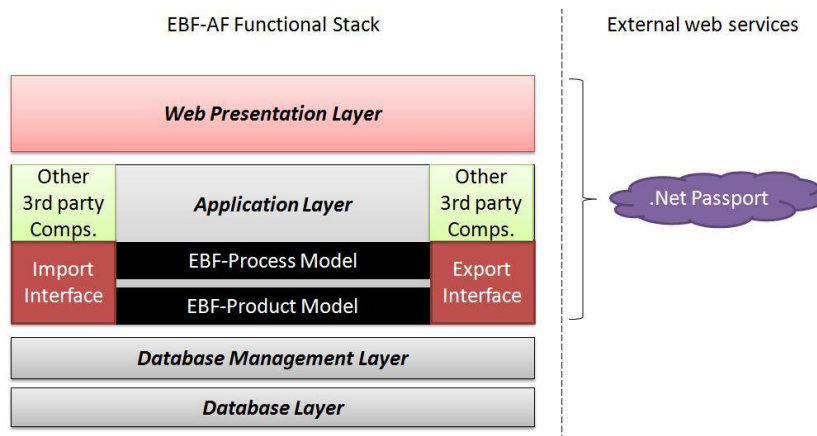 EBF-AF Functional Stack
External web services
Web Presentation Layer
Other
3rd party
Comps.
Application Layer
Other
3rd party
Comps.
.Net Passport
Import
Interface
EBF-Process Model
EBF-Product Model
Export
Interface
Database Management Layer
Database Layer